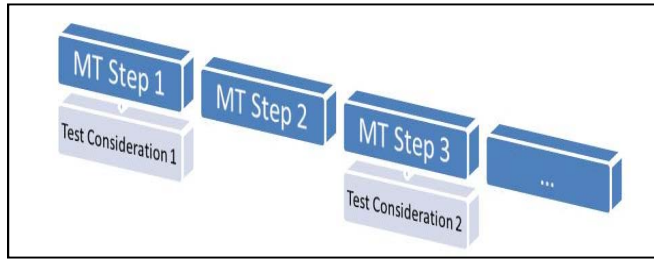 MT Step 1
MT Step 2
MT Step 3
...
Test Consideration 1
Test Consideration 2